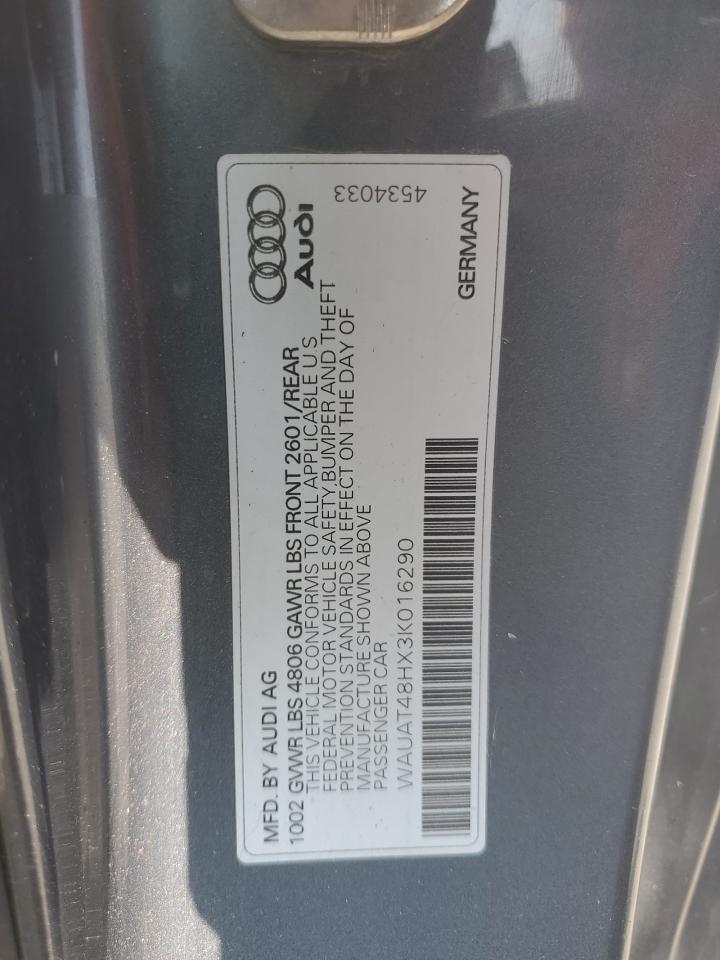 MFD. BY AUDI AG
1002 GVWR LBS 4806 GAWR LBS FRONT 2601/REAR
THIS VEHICLE CONFORMS TO ALL APPLICABLE U.S
FEDERAL MOTOR VEHICLE SAFETY,BUMPER AND THEFT
PREVENTION STANDARDS IN EFFECT ON THE DAY OF
MANUFACTURE SHOWN ABOVE
PASSENGER CAR
WAUAT48HX3K016290
Audi
4534033
GERMANY